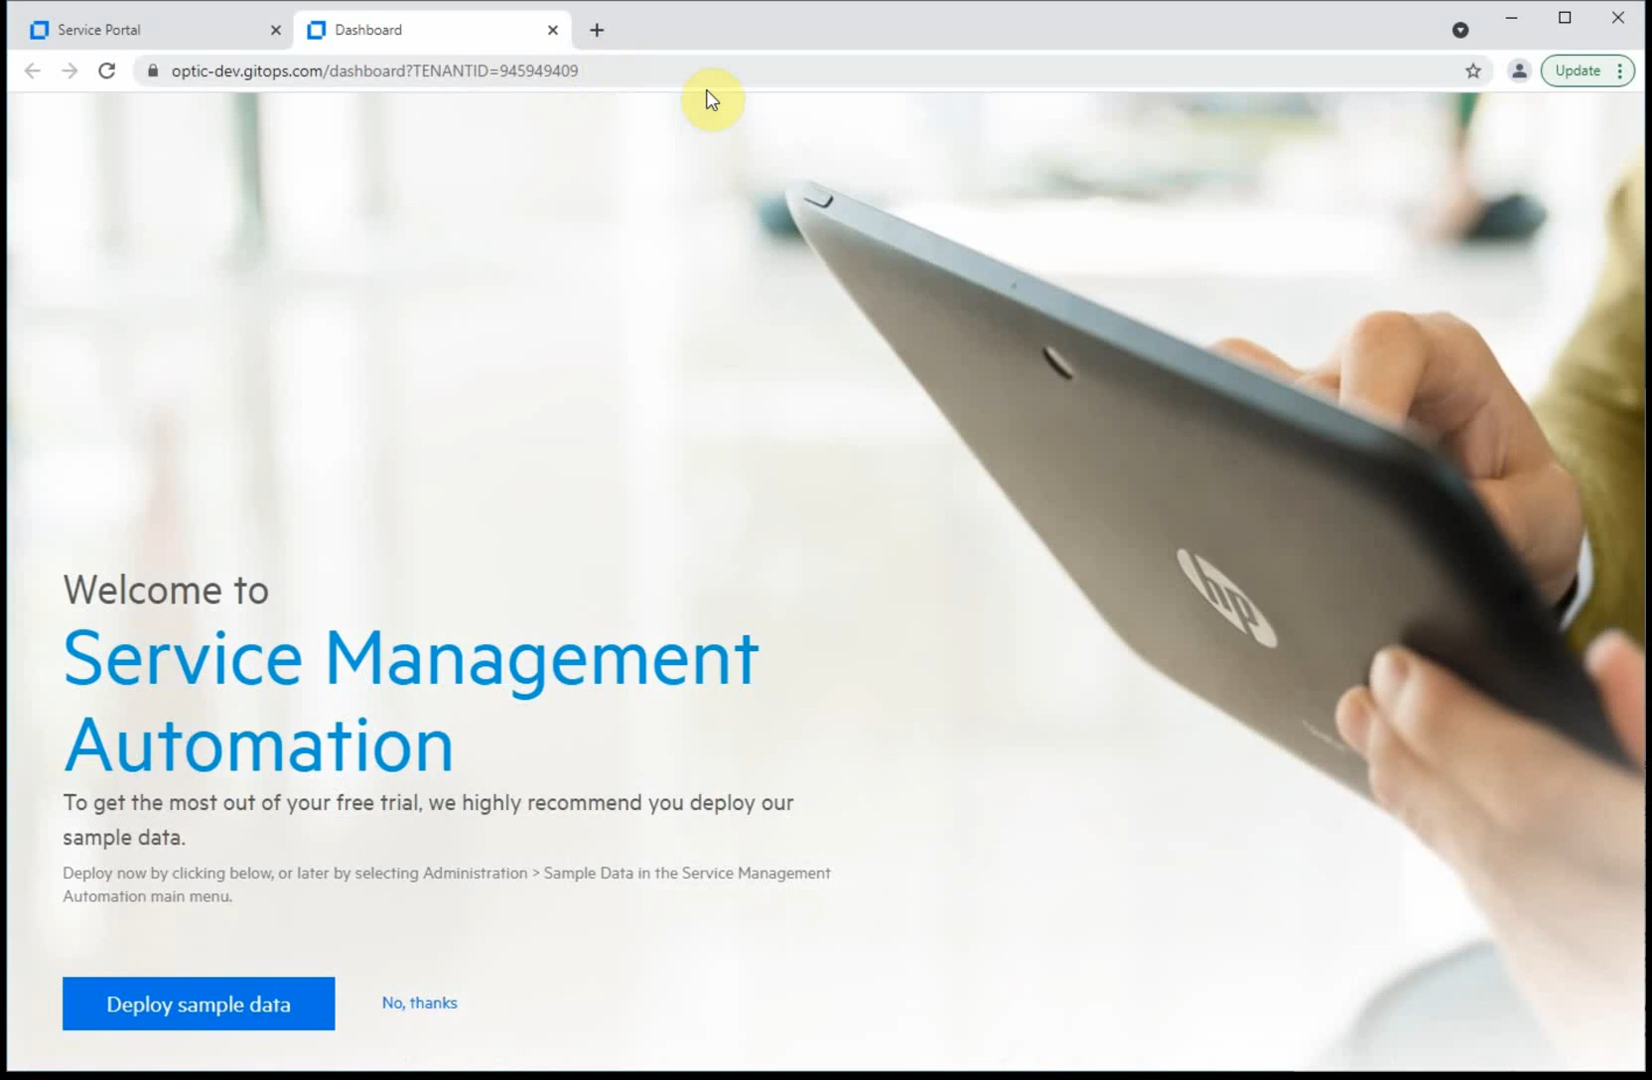 Service Portal
Dashboard
optic-dev.gitops.com/dashboard?TENANTID=945949409
Update
hp
Welcome to
Service Management
Automation
To get the most out of your free trial, we highly recommend you deploy our
sample data.
Deploy now by clicking below, or later by selecting Administration > Sample Data in the Service Management
Automation main menu.
Deploy sample data
No, thanks